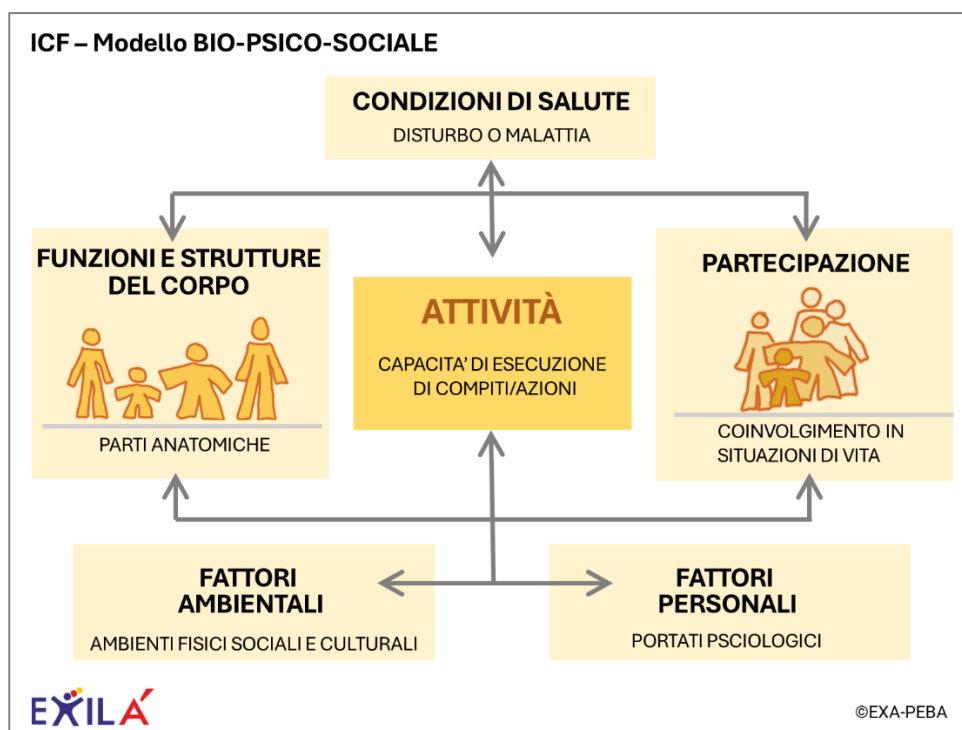 ICF – Modello BIO-PSICO-SOCIALE
CONDIZIONI DI SALUTE
DISTURBO O MALATTIA
FUNZIONI E STRUTTURE
DEL CORPO
PARTI ANATOMICHE
ATTIVITÀ
CAPACITA’ DI ESECUZIONE
DI COMPITI/AZIONI
PARTECIPAZIONE
COINVOLGIMENTO IN
SITUAZIONI DI VITA
FATTORI
AMBIENTALI
AMBIENTI FISICI SOCIALI E CULTURALI
FATTORI
PERSONALI
PORTATI PSCIOLOGICI
EXILÁ
©EXA-PEBA